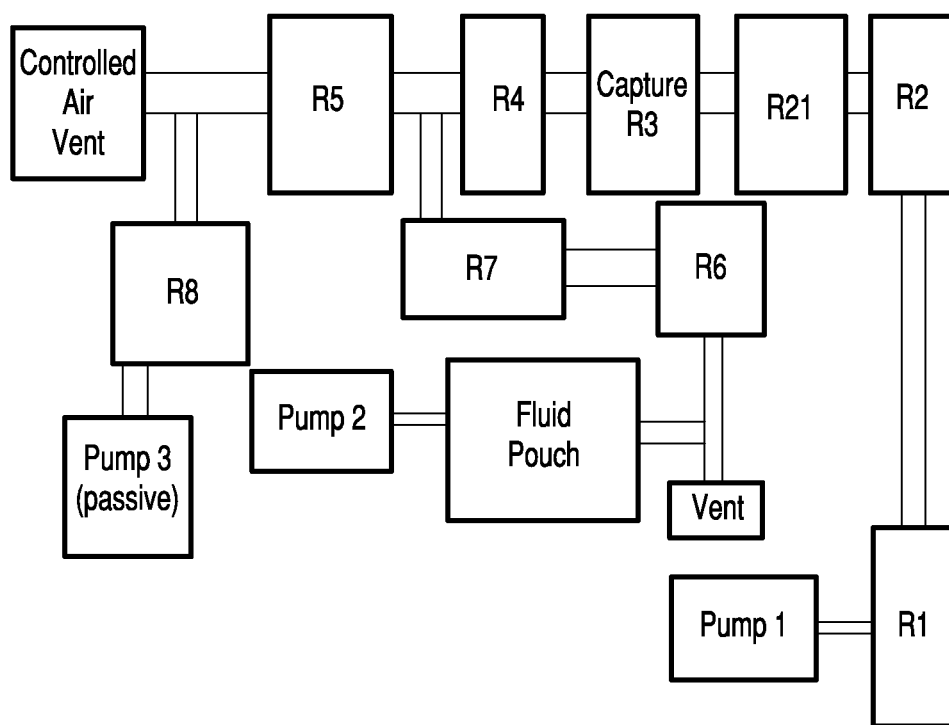 Controlled
Air
Vent
R5
R4
Capture
R3
R21
R2
R8
R7
R6
Pump 3
(passive)
Pump 2
Fluid
Pouch
Vent
Pump 1
R1